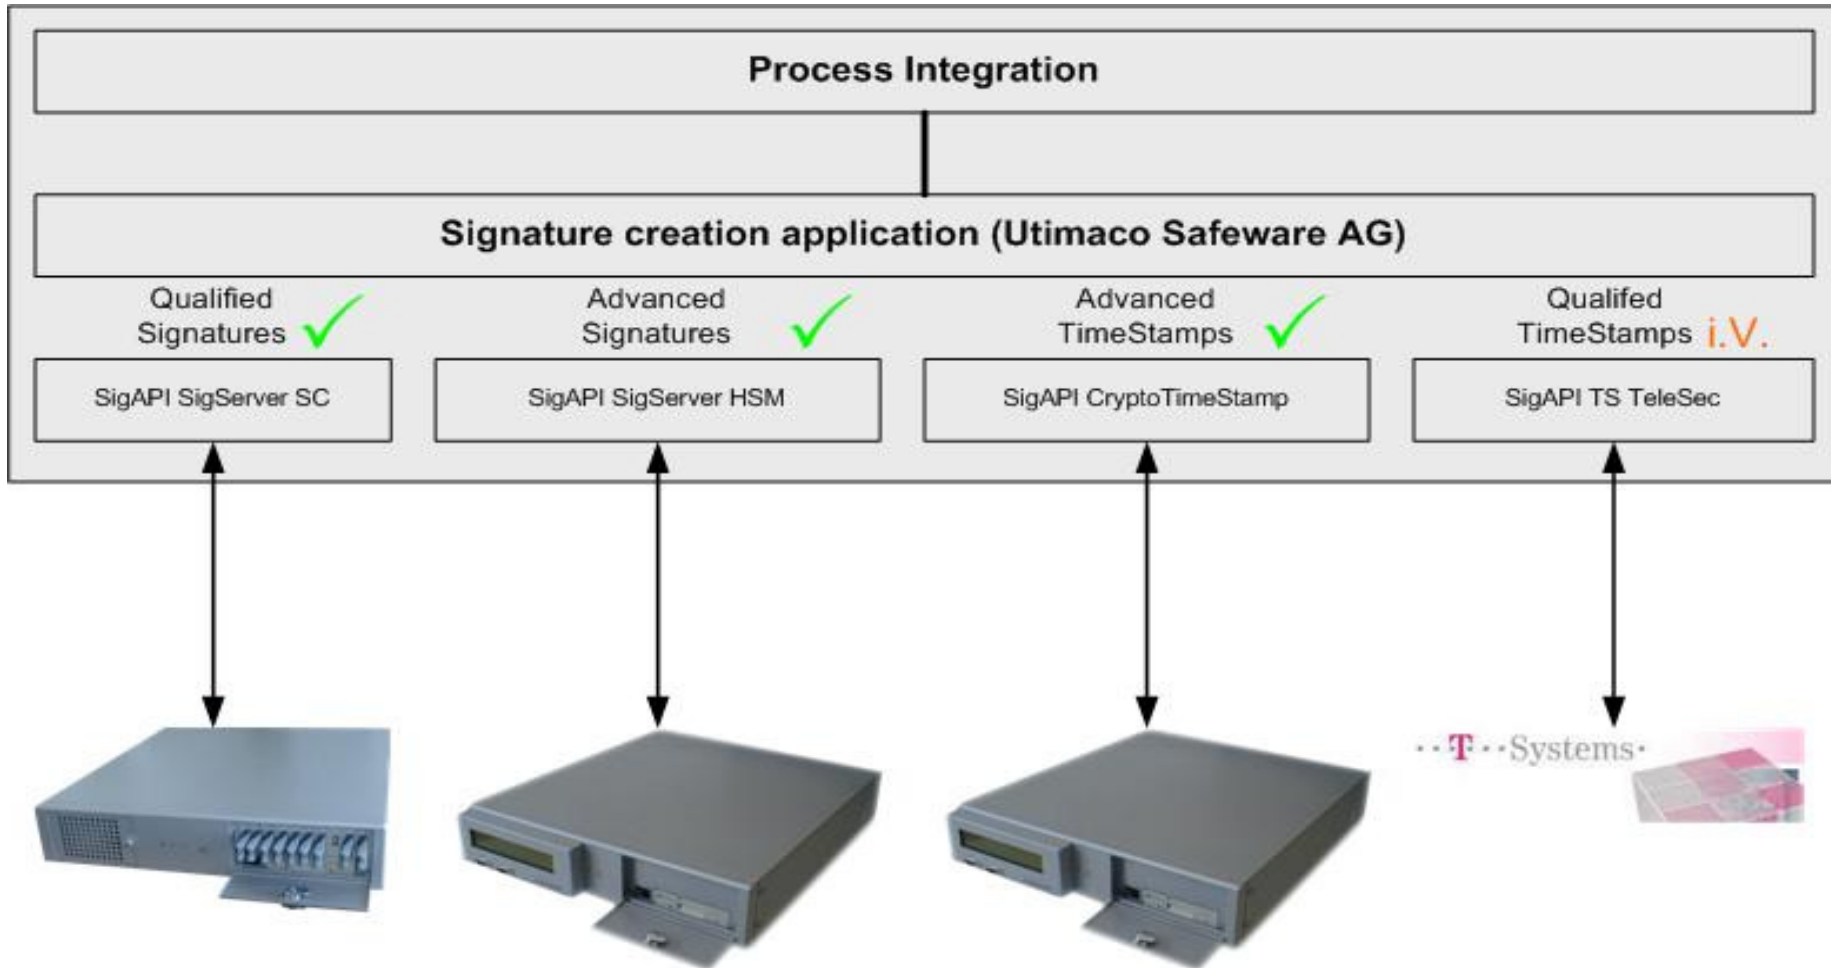 Process Integration
Signature creation application (Utimaco Safeware AG)
Qualified
Signatures
Advanced
Signatures
Advanced
TimeStamps
Qualifed
TimeStamps i.V.
SigAPI SigServer SC
SigAPI SigServer HSM
SigAPI CryptoTimeStamp
SigAPI TS TeleSec
··T··Systems·